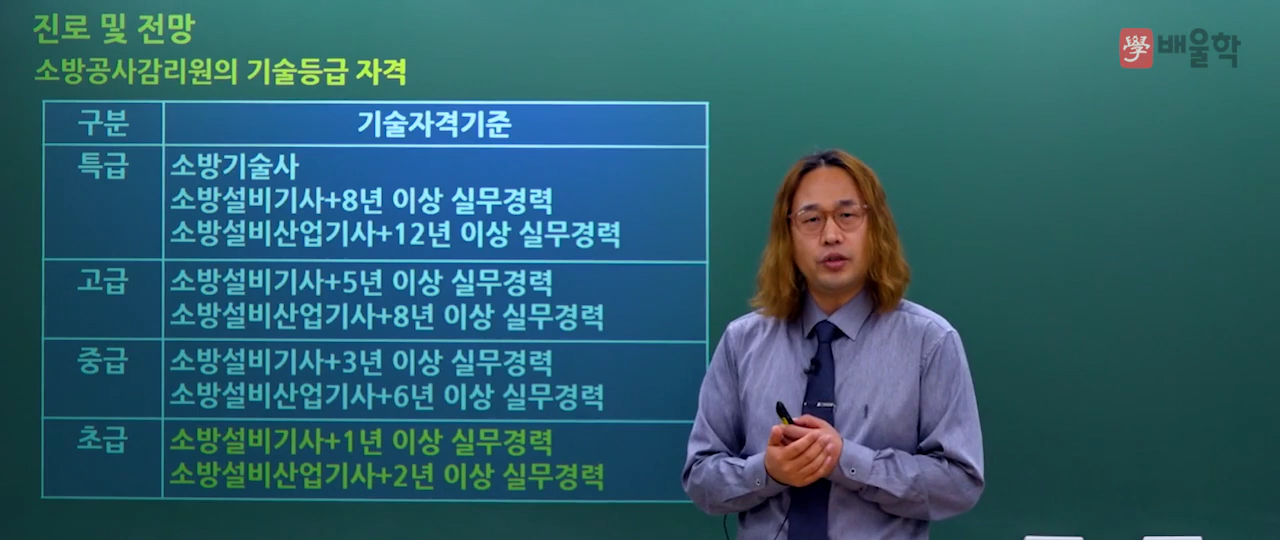 진로 및 전망
學 배울학
소방공사감리원의 기술등급 자격
구분 기술자격기준
특급 소방기술사
소방설비기사+8년 이상 실무경력
소방설비산업기사+12년 이상 실무경력
고급 소방설비기사+5년 이상 실무경력
소방설비산업기사+8년 이상 실무경력
중급 소방설비기사+3년 이상 실무경력
소방설비산업기사+6년 이상 실무경력
초급 소방설비기사+1년 이상 실무경력
소방설비산업기사+2년 이상 실무경력